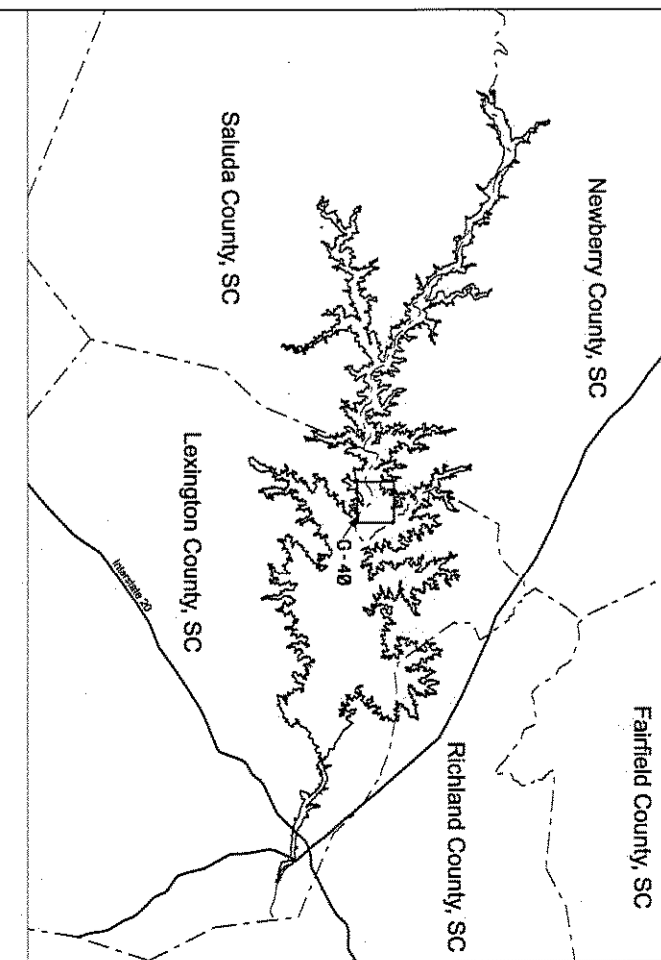 Newberry County, SC
Saluda County, SC
Fairfield County, SC
Lexington County, SC
Richland County, SC
G-40
Interstate 20